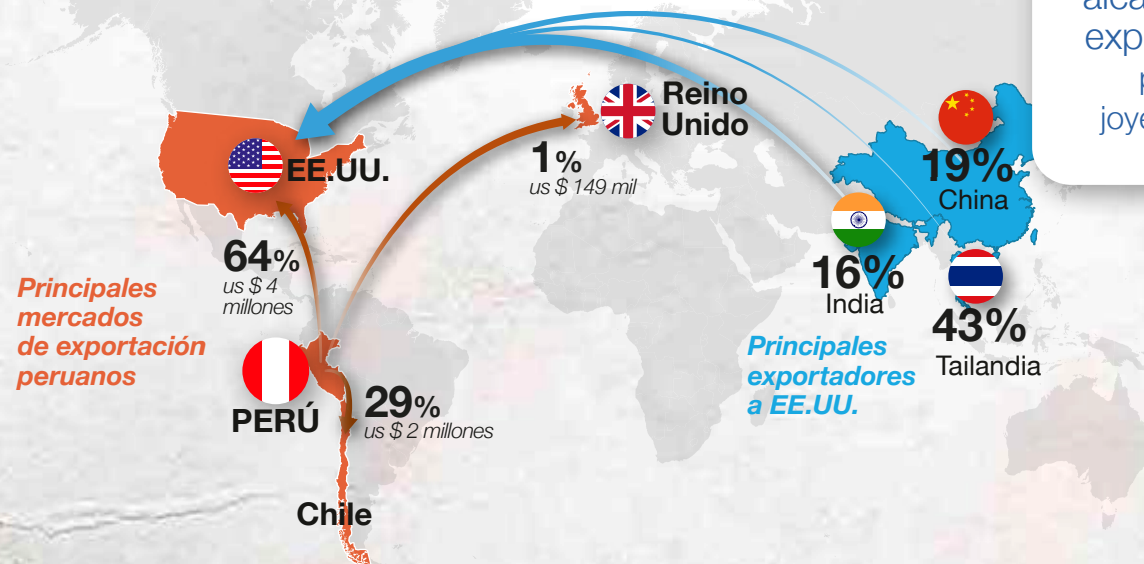 Reino
Unido
1%
us $ 149 mil
EE.UU.
64%
us $ 4
millones
Principales
mercados
de exportación
peruanos
PERÚ
29%
us $ 2 millones
Chile
19%
China
16%
India
43%
Tailandia
Principales
exportadores
a EE.UU.